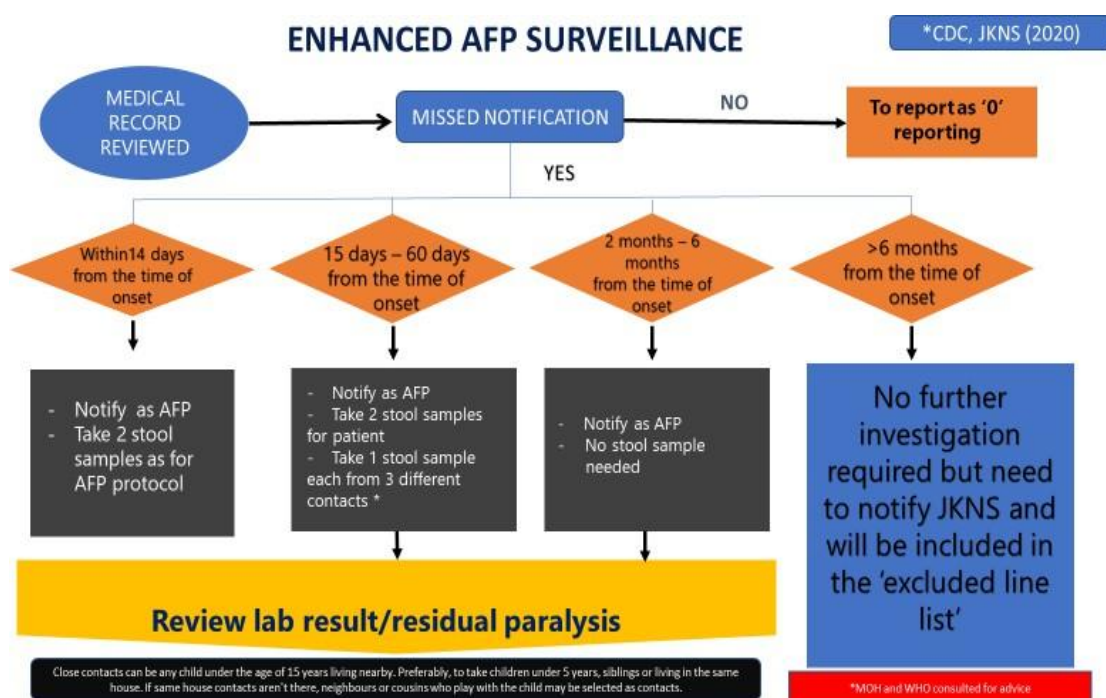 ENHANCED AFP SURVEILLANCE
*CDC, JKNS (2020)
MEDICAL
RECORD
REVIEWED
MISSED NOTIFICATION
NO
To report as '0'
reporting
YES
Within14 days
from the time of
onset
15 days – 60 days
from the time of
onset
2 months – 6
months
from the time of
onset
>6 months
from the time of
onset
- Notify as AFP
- Take 2 stool
samples as for
AFP protocol
- Notify as AFP
- Take 2 stool samples
for patient
- Take 1 stool sample
each from 3 different
contacts *
- Notify as AFP
- No stool sample
needed
No further
investigation
required but need
to notify JKNS and
will be included in
the 'excluded line
list'
Review lab result/residual paralysis
Close contacts can be any child under the age of 15 years living nearby. Preferably, to take children under 5 years, siblings or living in the same
house. If same house contacts aren't there, neighbours or cousins who play with the child may be selected as contacts.
*MOH and WHO consulted for advice